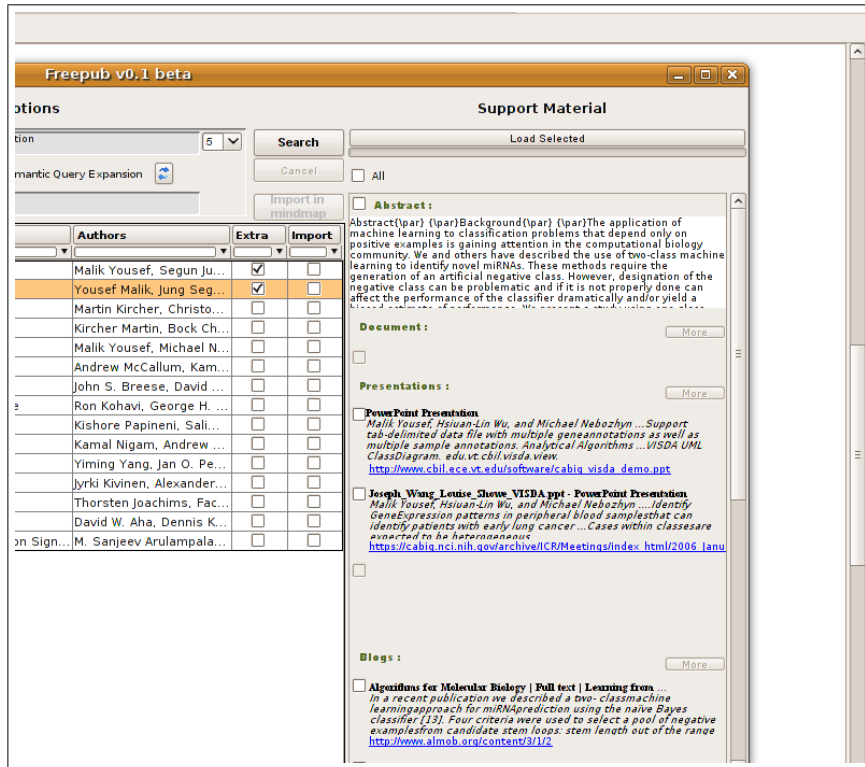 Freepub v0.1 beta
otions
Support Material
tion
5
Search
Load Selected
mantic Query Expansion
Cancel
All
Import in
mindmap
Abstract :
Authors
Extra
Import
Abstract{\par} {\par}Background{\par} {\par}The application of
machine learning to classification problems that depend only on
positive examples is gaining attention in the computational biology
community. We and others have described the use of two-class machine
learning to identify novel miRNAs. These methods require the
generation of an artificial negative class. However, designation of the
negative class can be problematic and if it is not properly done can
affect the performance of the classifier dramatically and/or yield a
biased estimate of performance. We present a study using one-class
Malik Yousef, Segun Ju...
Yousef Malik, Jung Seg...
Martin Kircher, Christo...
Kircher Martin, Bock Ch...
Malik Yousef, Michael N...
Andrew McCallum, Kam...
John S. Breese, David ...
e
Ron Kohavi, George H. ...
Kishore Papineni, Sali...
Kamal Nigam, Andrew ...
Yiming Yang, Jan O. Pe...
Jyrki Kivinen, Alexander...
Thorsten Joachims, Fac...
David W. Aha, Dennis K...
on Sign...
M. Sanjeev Arulampala...
Document :
More
Presentations :
More
PowerPoint Presentation
Malik Yousef, Hsiuan-Lin Wu, and Michael Nebozhyn ...Support
tab-delimited data file with multiple geneannotations as well as
multiple sample annotations. Analytical Algorithms ...VISDA UML
ClassDiagram. edu.vt.cbil.visda.view.
http://www.cbil.ece.vt.edu/software/cabig_visda_demo.ppt
Joseph_Wang_Louise_Showe_VISDA.ppt - PowerPoint Presentation
Malik Yousef, Hsiuan-Lin Wu, and Michael Nebozhyn ....Identify
GeneExpression patterns in peripheral blood samplesthat can
identify patients with early lung cancer ...Cases within classesare
expected to be heterogeneous
https://cabig.nci.nih.gov/archive/ICR/Meetings/index_html/2006_Janu
Blogs :
More
Algorithms for Molecular Biology | Full text | Learning from ...
In a recent publication we described a two- classmachine
learningapproach for miRNAprediction using the naïve Bayes
classifier [13]. Four criteria were used to select a pool of negative
examplesfrom candidate stem loops: stem length out of the range
http://www.almob.org/content/3/1/2